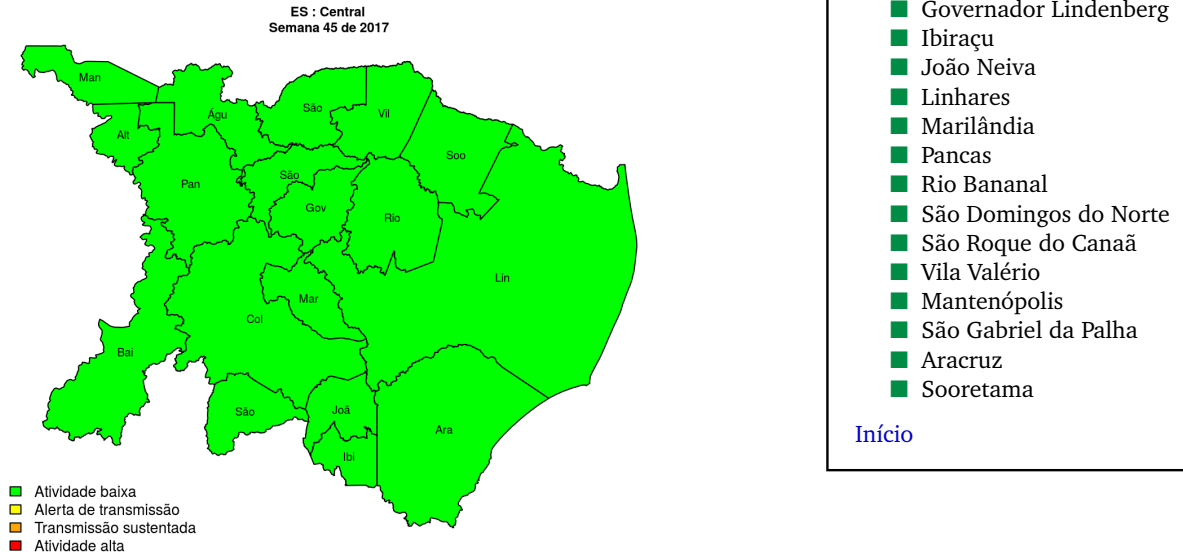 ES : Central
Semana 45 de 2017
Man
Águ
São
Vil
Alt
Soo
São
Pan
Gov
Rio
Lin
Mar
Col
Bai
São
Joã
Ara
Ibi
Atividade baixa
Alerta de transmissão
Transmissão sustentada
Atividade alta
Governador Lindenberg
Ibiraçu
João Neiva
Linhares
Marilândia
Pancas
Rio Bananal
São Domingos do Norte
São Roque do Canaã
Vila Valério
Mantenópolis
São Gabriel da Palha
Aracruz
Sooretama
Início